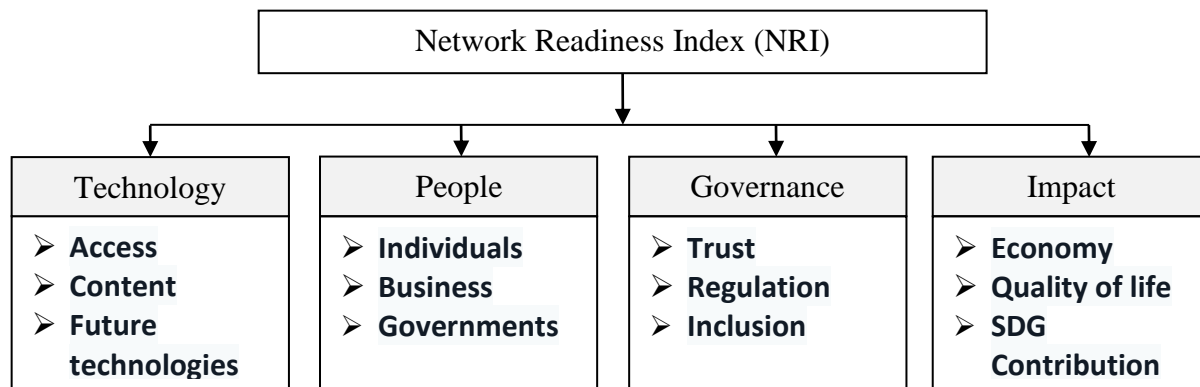 Network Readiness Index (NRI)
Technology
➢ Access
➢ Content
➢ Future
technologies
People
➢ Individuals
➢ Business
➢ Governments
Governance
➢ Trust
➢ Regulation
➢ Inclusion
Impact
➢ Economy
➢ Quality of life
➢ SDG
Contribution